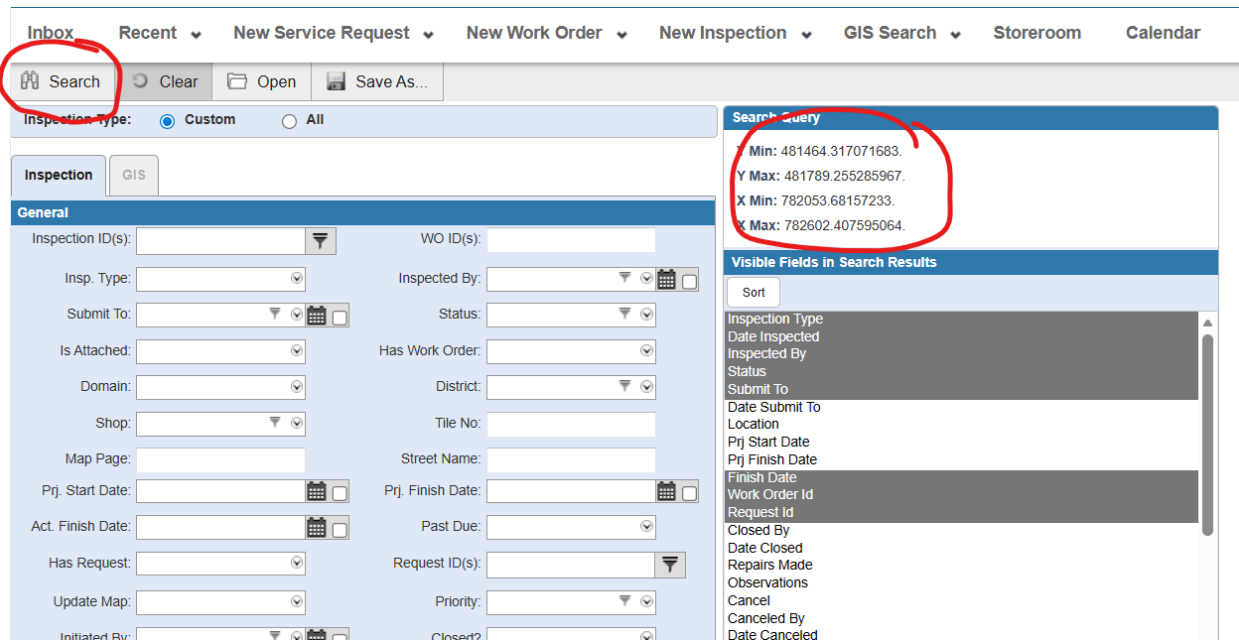 Inbox Recent New Service Request New Work Order New Inspection GIS Search Storeroom Calendar
Search Clear Open Save As...
Inspection Type: Custom All
Inspection GIS
General
Inspection ID(s): WO ID(s):
Insp. Type: Inspected By:
Submit To: Status:
Is Attached: Has Work Order:
Domain: District:
Shop: Tile No:
Map Page: Street Name:
Prj. Start Date: Prj. Finish Date:
Act. Finish Date: Past Due:
Has Request: Request ID(s):
Update Map: Priority:
Initiated By: Closed?
Search Query
Y Min: 481464.317071683.
Y Max: 481789.255285967.
X Min: 782053.68157233.
X Max: 782602.407595064.
Visible Fields in Search Results
Sort
Inspection Type
Date Inspected
Inspected By
Status
Submit To
Date Submit To
Location
Prj Start Date
Prj Finish Date
Finish Date
Work Order Id
Request Id
Closed By
Date Closed
Repairs Made
Observations
Cancel
Canceled By
Date Canceled